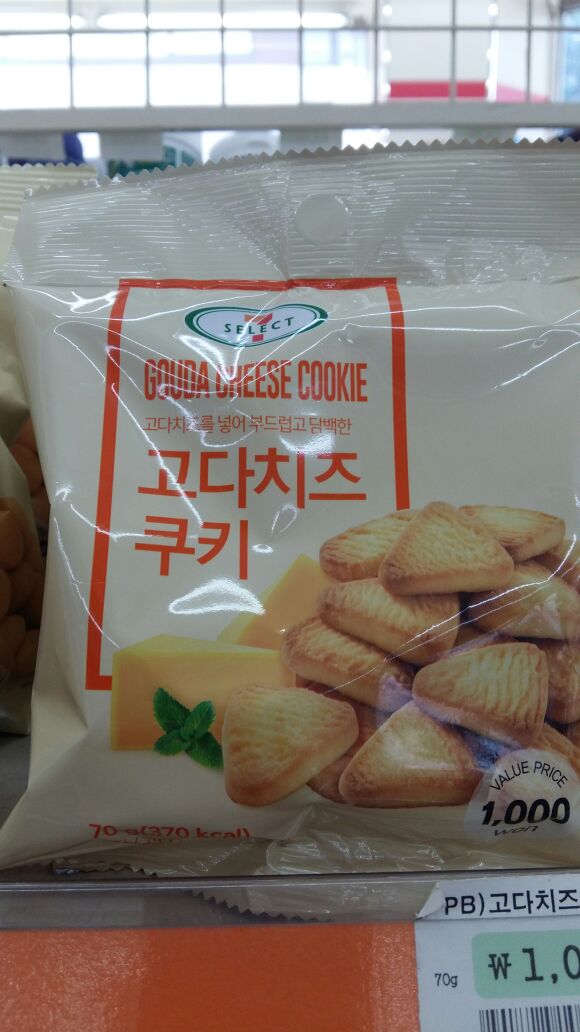 7
SELECT
GOUDA CHEESE COOKIE
고다치즈를 넣어 부드럽고 담백한
고다치즈
쿠키
VALUE PRICE
1,000
won
70 g(370 kcal)
PB)고다치즈
70g
₩1,0